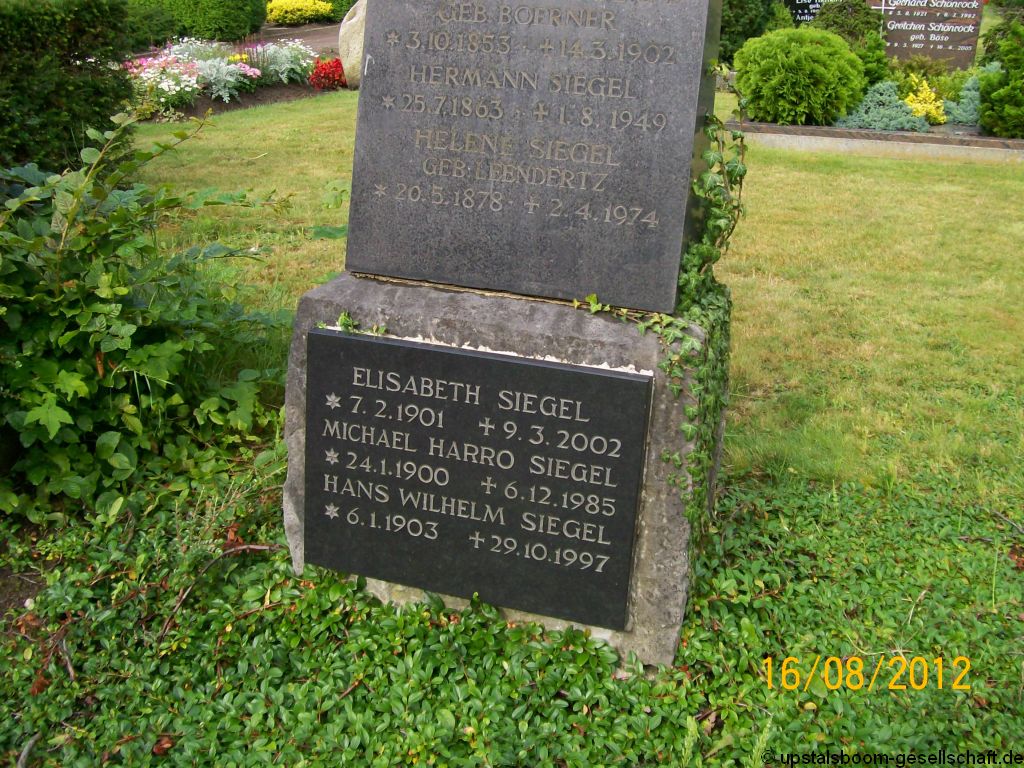 GEB. BOERNER
✝ 14.3.1902
HERMANN SIEGEL
* 25.7.1863 ✝ 1.8.1949
HELENE SIEGEL
GEB. LEENDERTZ
* 20.5.1878 ✝ 2.4.1974
ELISABETH SIEGEL
* 7.2.1901 ✝ 9.3.2002
MICHAEL HARRO SIEGEL
* 24.1.1900 ✝ 6.12.1985
HANS WILHELM SIEGEL
* 6.1.1903 ✝ 29.10.1997
Gerhard Schönrock
Gretchen Schönrock
geb. Böse
16/08/2012
© upstalsboom-gesellschaft.de